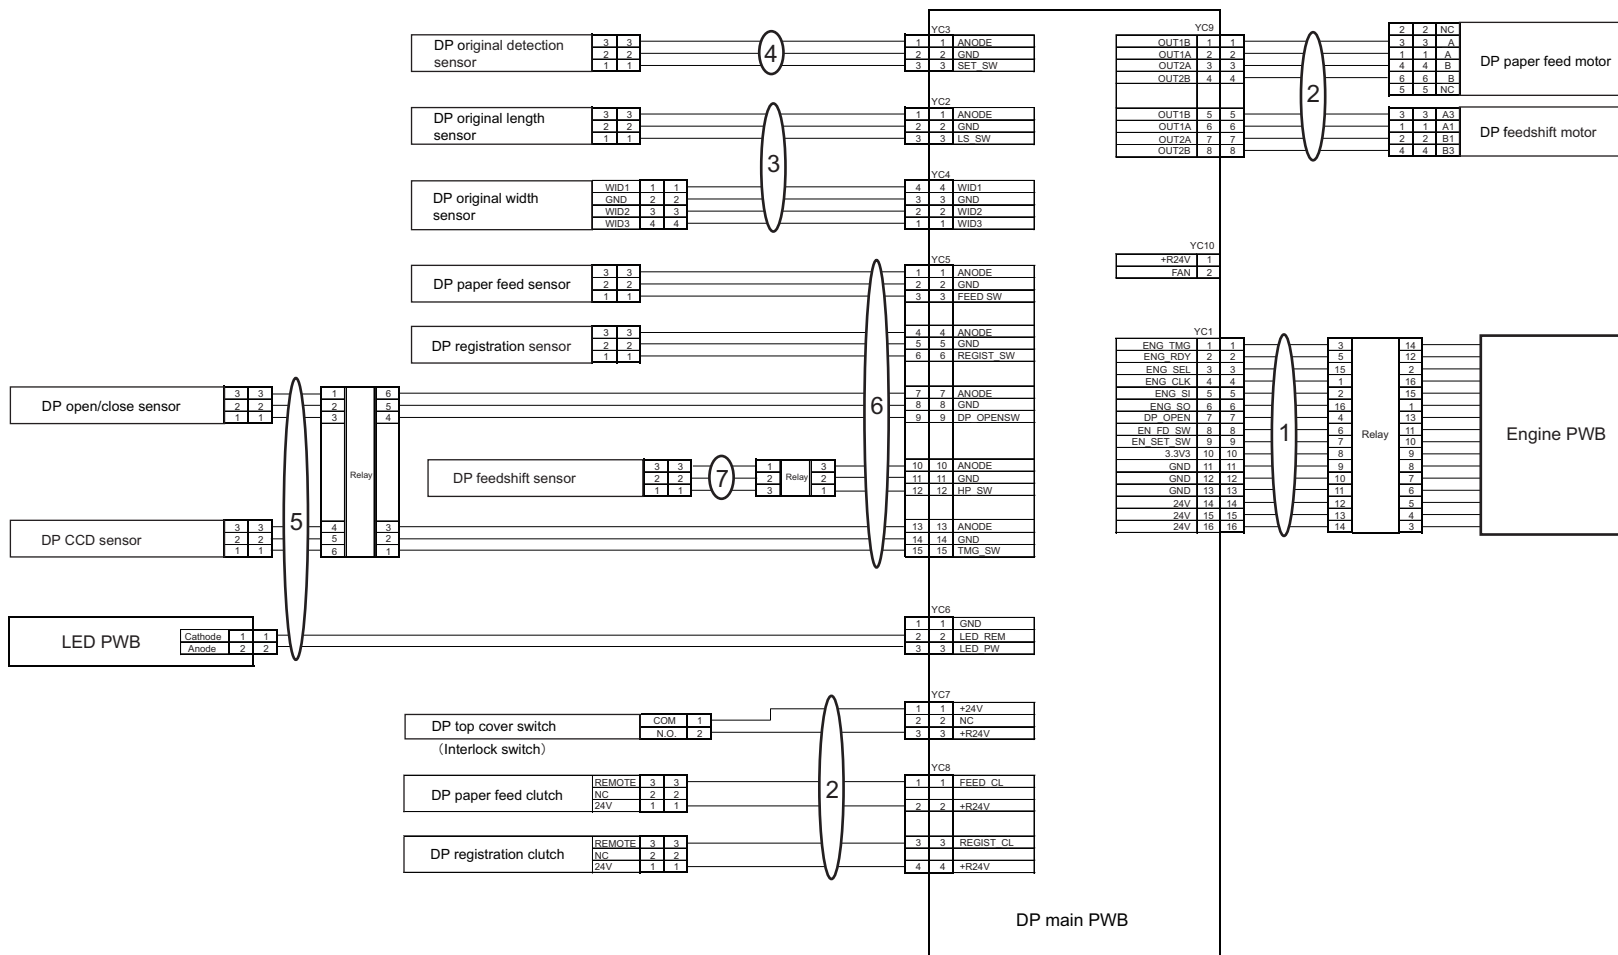 YC3
DP original detection
sensor
3 3
2 2
1 1
4
1 1 ANODE
2 2 GND
3 3 SET_SW
YC2
DP original length
sensor
3 3
2 2
1 1
1 1 ANODE
2 2 GND
3 3 LS_SW
3
YC4
DP original width
sensor
WID1 1 1
GND 2 2
WID2 3 3
WID3 4 4
4 4 WID1
3 3 GND
2 2 WID2
1 1 WID3
YC5
DP paper feed sensor
3 3
2 2
1 1
1 1 ANODE
2 2 GND
3 3 FEED SW
DP registration sensor
3 3
2 2
1 1
4 4 ANODE
5 5 GND
6 6 REGIST_SW
DP open/close sensor
3 3
2 2
1 1
1 6
2 5
3 4
Relay
6
7 7 ANODE
8 8 GND
9 9 DP_OPENSW
DP feedshift sensor
3 3
2 2
1 1
7
1 3
2 2
3 1
Relay
10 10 ANODE
11 11 GND
12 12 HP_SW
5
DP CCD sensor
3 3
2 2
1 1
4 3
5 2
6 1
13 13 ANODE
14 14 GND
15 15 TMG_SW
YC6
LED PWB
Cathode 1 1
Anode 2 2
1 1 GND
2 2 LED_REM
3 3 LED_PW
YC7
DP top cover switch
(Interlock switch)
COM 1
N.O. 2
1 1 +24V
2 2 NC
3 3 +R24V
2
YC8
DP paper feed clutch
REMOTE 3 3
NC 2 2
24V 1 1
1 1 FEED_CL
2 2 +R24V
DP registration clutch
REMOTE 3 3
NC 2 2
24V 1 1
3 3 REGIST_CL
4 4 +R24V
DP main PWB
YC9
OUT1B 1 1
OUT1A 2 2
OUT2A 3 3
OUT2B 4 4
OUT1B 5 5
OUT1A 6 6
OUT2A 7 7
OUT2B 8 8
2
2 2 NC
3 3 A
1 1 A
4 4 B
6 6 B
5 5 NC
DP paper feed motor
3 3 A3
1 1 A1
2 2 B1
4 4 B3
DP feedshift motor
YC10
+R24V 1
FAN 2
YC1
ENG_TMG 1 1
ENG_RDY 2 2
ENG_SEL 3 3
ENG_CLK 4 4
ENG_SI 5 5
ENG_SO 6 6
DP_OPEN 7 7
EN_FD_SW 8 8
EN_SET_SW 9 9
3.3V3 10 10
GND 11 11
GND 12 12
GND 13 13
24V 14 14
24V 15 15
24V 16 16
1
3 14
5 12
15 2
1 16
2 15
16 1
4 13
6 11
7 10
8 9
9 8
10 7
11 6
12 5
13 4
14 3
Relay
Engine PWB